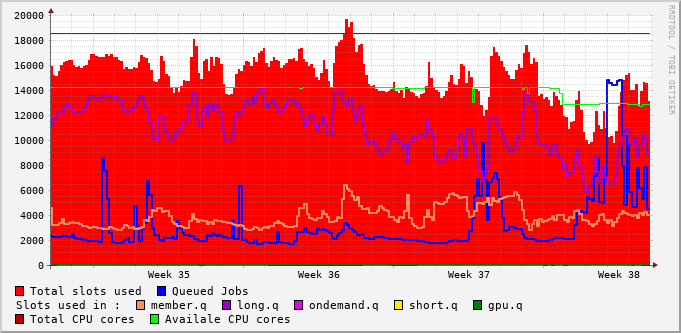 20000
18000
16000
14000
12000
10000
8000
6000
4000
2000
0
Week 35 Week 36 Week 37 Week 38
Total slots used Queued Jobs
Slots used in : member.q long.q ondemand.q short.q gpu.q
Total CPU cores Availale CPU cores
RRDTOOL / TOBI OETIKER